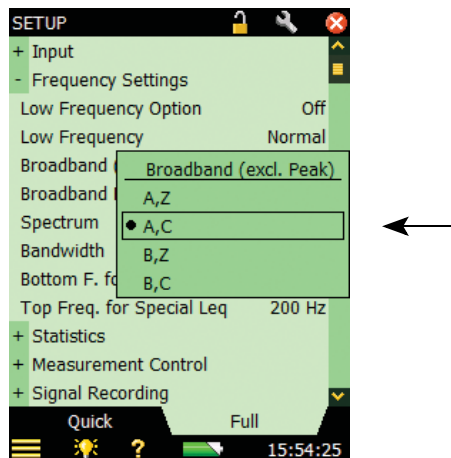 SETUP
+ Input
- Frequency Settings
Low Frequency Option Off
Low Frequency Normal
Broadband (
Broadband (excl. Peak)
Broadband
A,Z
Spectrum
A,C
Bandwidth
B,Z
Bottom F. fo
B,C
Top Freq. for Special Leq 200 Hz
+ Statistics
+ Measurement Control
+ Signal Recording
Quick Full
? 15:54:25